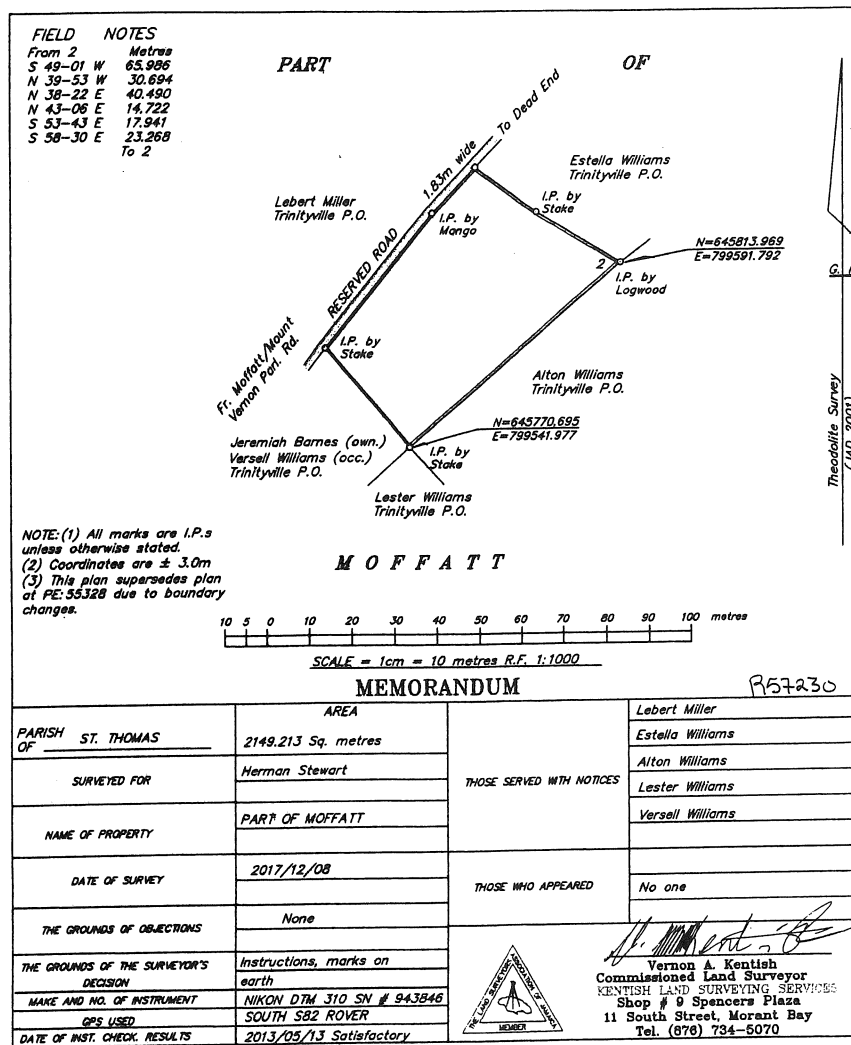 FIELD NOTES
From 2 Metres
S 49-01 W 65.986
N 39-53 W 30.694
N 38-22 E 40.490
N 43-06 E 14.722
S 53-43 E 17.941
S 58-30 E 23.268
To 2
PART OF
To Dead End
1.83m wide
RESERVED ROAD
Fr. Moffatt/Mount
Vernon Parl. Rd.
Lebert Miller
Trinityville P.O.
Estella Williams
Trinityville P.O.
I.P. by
Stake
I.P. by
Mango
N=645813.969
E=799591.792
2
I.P. by
Logwood
I.P. by
Stake
Alton Williams
Trinityville P.O.
N=645770.695
E=799541.977
Jeremiah Barnes (own.)
Versell Williams (occ.)
Trinityville P.O.
I.P. by
Stake
Lester Williams
Trinityville P.O.
Theodolite Survey
NOTE: (1) All marks are I.P.s
unless otherwise stated.
(2) Coordinates are ± 3.0m
(3) This plan supersedes plan
at PE: 55328 due to boundary
changes.
MOFFATT
10 5 0 10 20 30 40 50 60 70 80 90 100 metres
SCALE = 1cm = 10 metres R.F. 1:1000
MEMORANDUM
R57230
PARISH OF ST. THOMAS
AREA
2149.213 Sq. metres
SURVEYED FOR
Herman Stewart
NAME OF PROPERTY
PART OF MOFFATT
DATE OF SURVEY
2017/12/08
THE GROUNDS OF OBJECTIONS
None
THE GROUNDS OF THE SURVEYOR'S
DECISION
Instructions, marks on
earth
MAKE AND NO. OF INSTRUMENT
NIKON DTM 310 SN # 943846
GPS USED
SOUTH S82 ROVER
DATE OF INST. CHECK. RESULTS
2013/05/13 Satisfactory
THOSE SERVED WITH NOTICES
Lebert Miller
Estella Williams
Alton Williams
Lester Williams
Versell Williams
THOSE WHO APPEARED
No one
THE LAND SURVEYORS ASSOCIATION OF JAMAICA
MEMBER
Vernon A. Kentish
Commissioned Land Surveyor
KENTISH LAND SURVEYING SERVICES
Shop # 9 Spencers Plaza
11 South Street, Morant Bay
Tel. (876) 734-5070